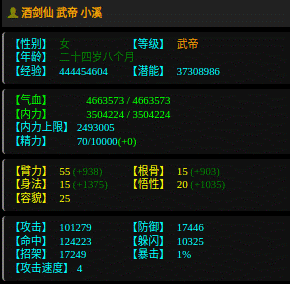 酒剑仙 武帝 小溪
【性别】 女 【等级】 武帝
【年龄】 二十四岁八个月
【经验】 444454604 【潜能】 37308986
【气血】 4663573 / 4663573
【内力】 3504224 / 3504224
【内力上限】 2493005
【精力】 70/10000(+0)
【臂力】 55 (+938) 【根骨】 15 (+903)
【身法】 15 (+1375) 【悟性】 20 (+1035)
【容貌】 25
【攻击】 101279 【防御】 17446
【命中】 124223 【躲闪】 10325
【招架】 17249 【暴击】 1%
【攻击速度】 4